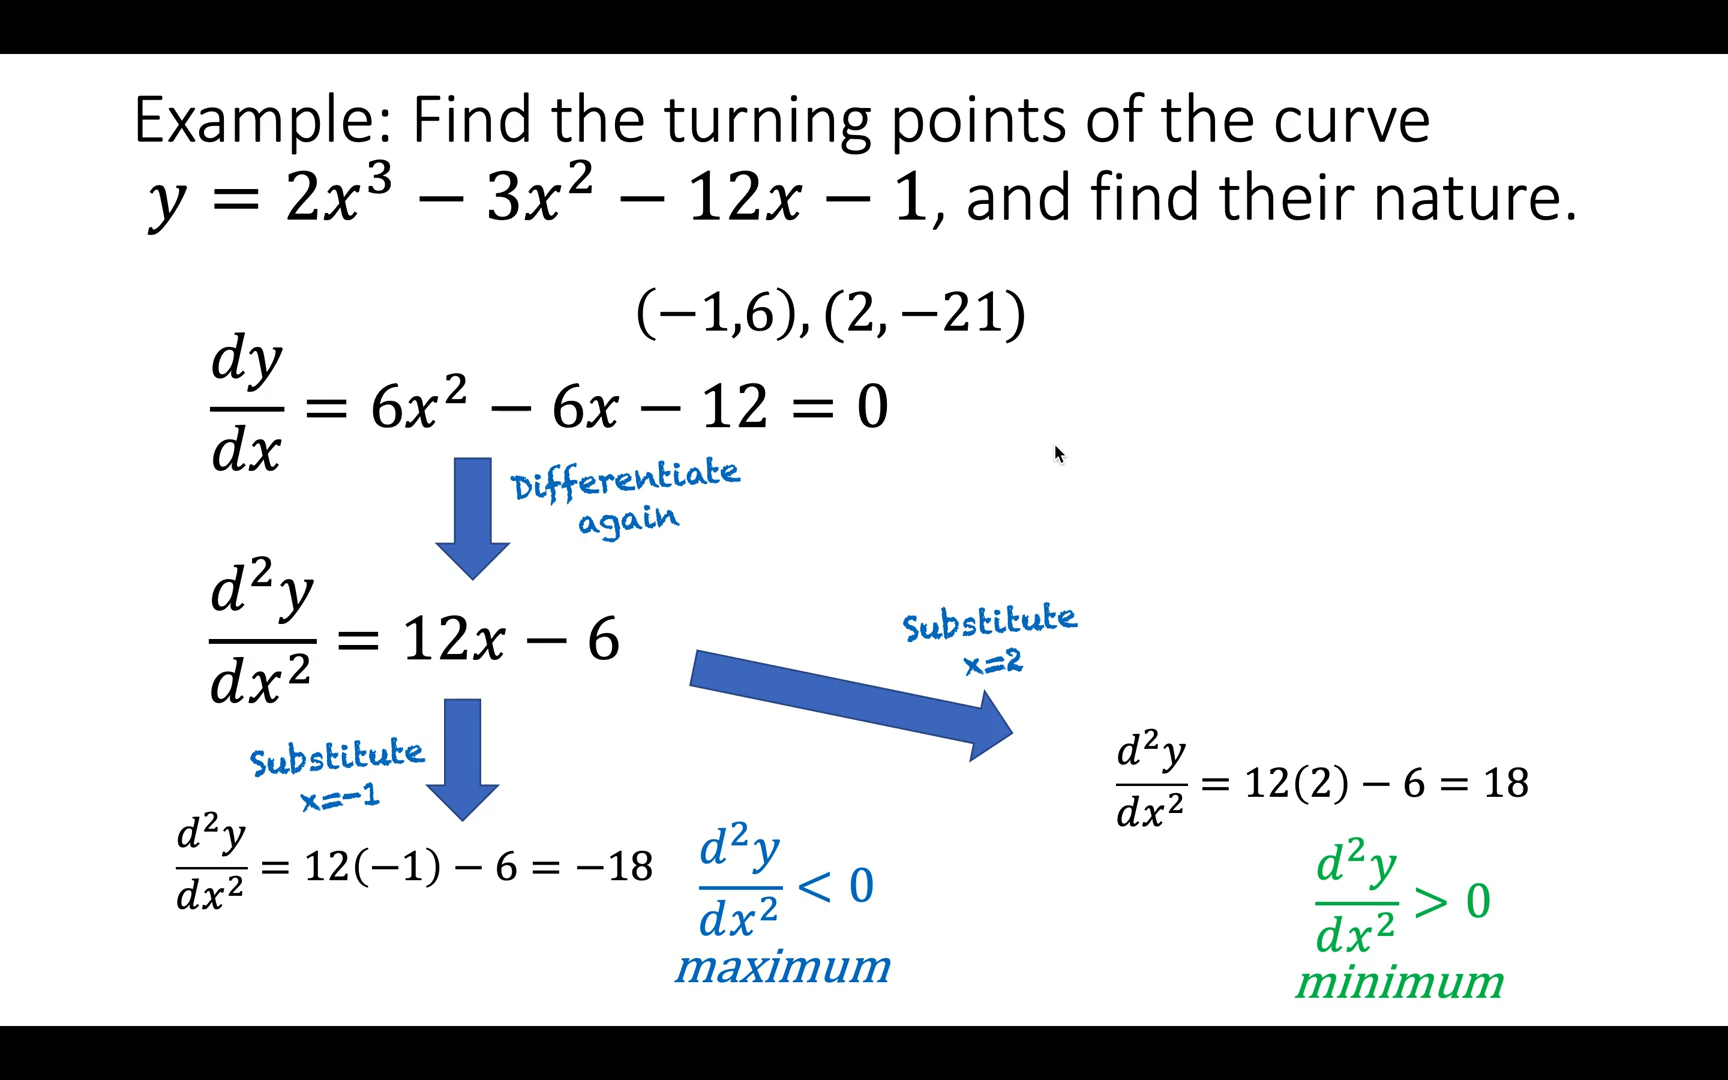 Example: Find the turning points of the curve
y = 2x³ − 3x² − 12x − 1, and find their nature.
(−1,6), (2, −21)
dy/dx = 6x² − 6x − 12 = 0
Differentiate
again
d²y/dx² = 12x − 6
Substitute
x=2
Substitute
x=−1
d²y/dx² = 12(2) − 6 = 18
d²y/dx² = 12(−1) − 6 = −18
d²y/dx² < 0
maximum
d²y/dx² > 0
minimum